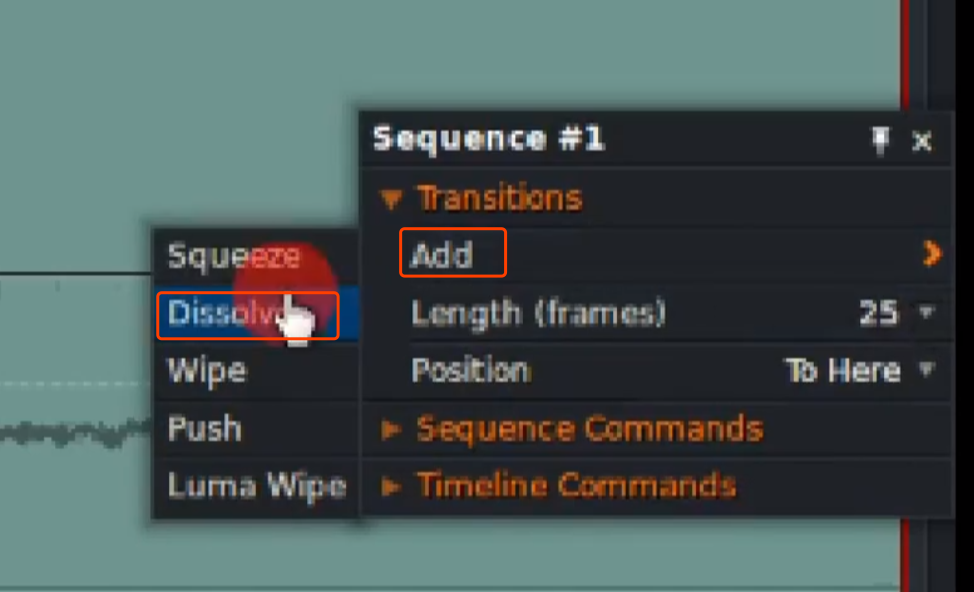 Sequence #1
Transitions
Add
Length (frames) 25
Position To Here
Sequence Commands
Timeline Commands
Squeeze
Dissolve
Wipe
Push
Luma Wipe